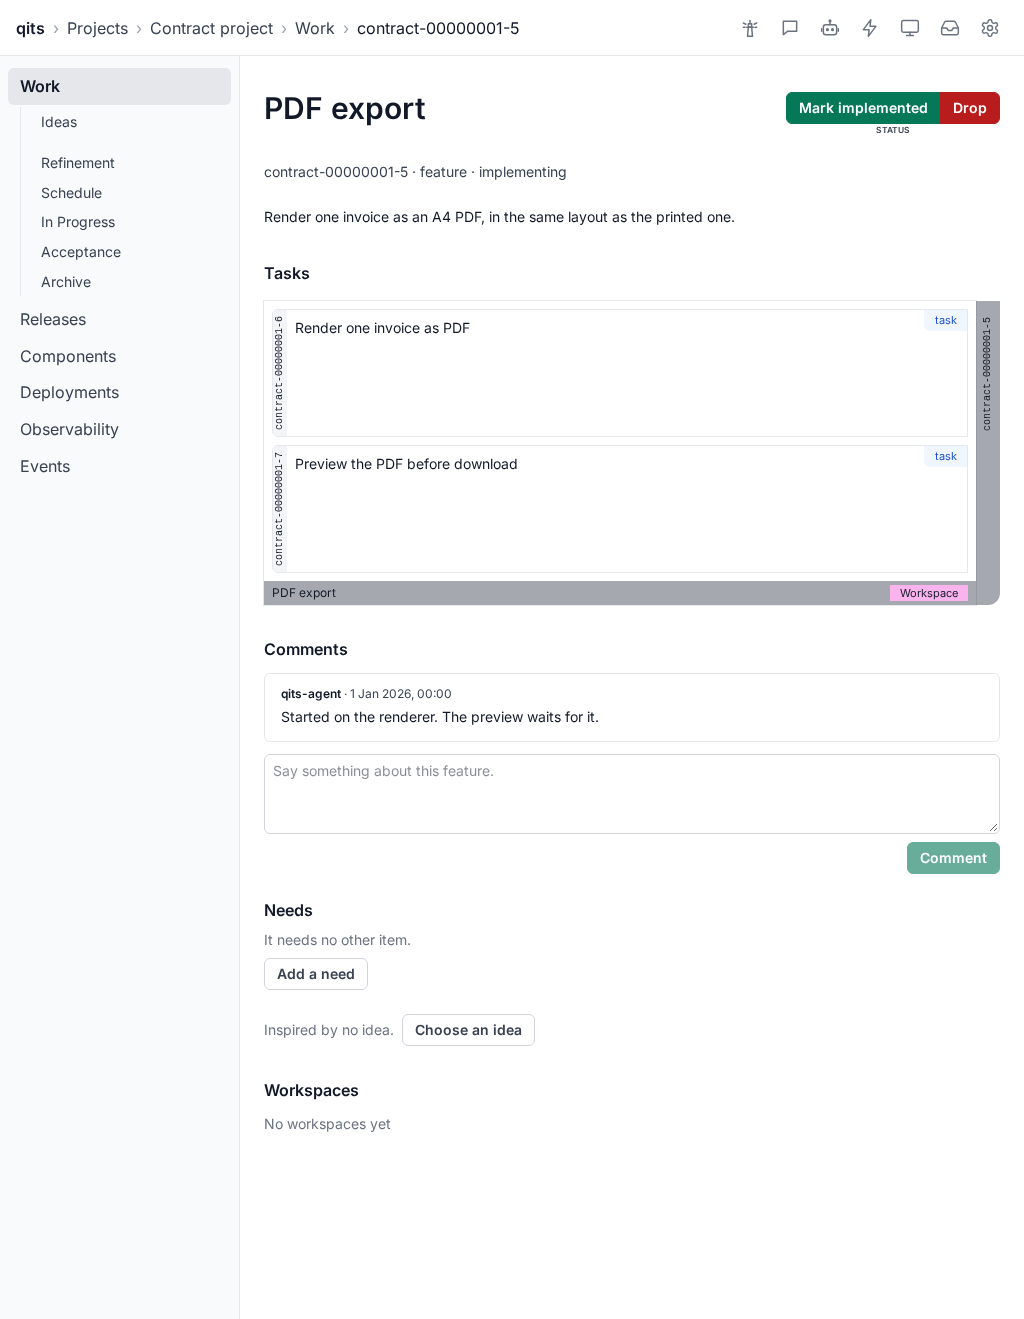 qits › Projects › Contract project › Work › contract-00000001-5
Work
Ideas
Refinement
Schedule
In Progress
Acceptance
Archive
Releases
Components
Deployments
Observability
Events
PDF export
Mark implemented
Drop
STATUS
contract-00000001-5 · feature · implementing
Render one invoice as an A4 PDF, in the same layout as the printed one.
Tasks
contract-00000001-6
Render one invoice as PDF
task
contract-00000001-5
contract-00000001-7
Preview the PDF before download
task
PDF export
Workspace
Comments
qits-agent · 1 Jan 2026, 00:00
Started on the renderer. The preview waits for it.
Say something about this feature.
Comment
Needs
It needs no other item.
Add a need
Inspired by no idea.
Choose an idea
Workspaces
No workspaces yet